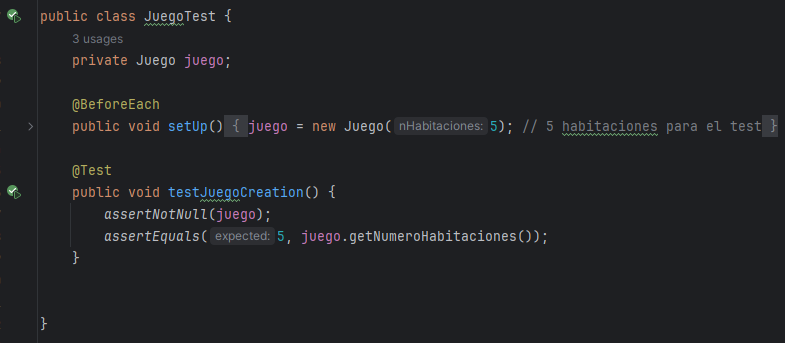 public class JuegoTest {
3 usages
private Juego juego;
@BeforeEach
public void setUp() { juego = new Juego( nHabitaciones: 5); // 5 habitaciones para el test }
@Test
public void testJuegoCreation() {
assertNotNull(juego);
assertEquals( expected: 5, juego.getNumeroHabitaciones());
}
}